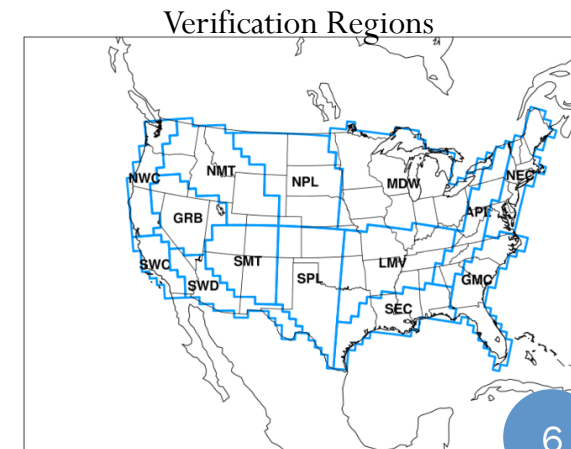 Verification Regions
NWC
NMT
NPL
MDW
NEC
GRB
APL
SWC
SMT
SPL
LMV
SWD
GMC
SEC
6